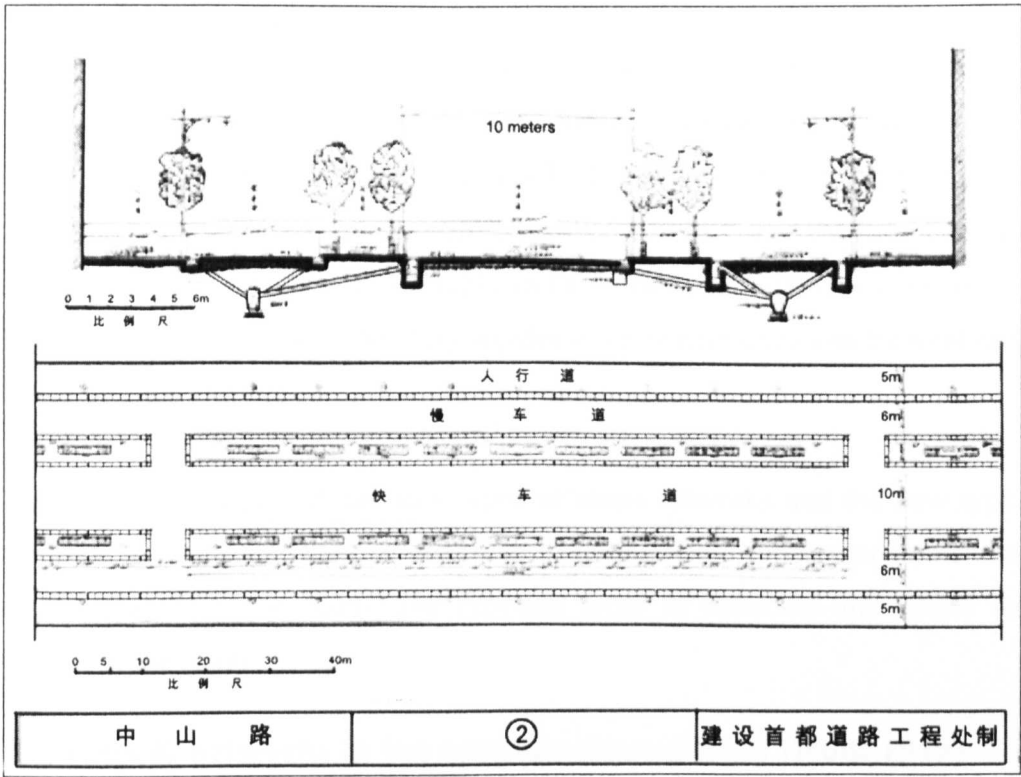 10 meters
0 1 2 3 4 5 6m
比 例 尺
人 行 道 5m
慢 车 道 6m
快 车 道 10m
6m
5m
0 5 10 20 30 40m
比 例 尺
中 山 路 ② 建设首都道路工程处制